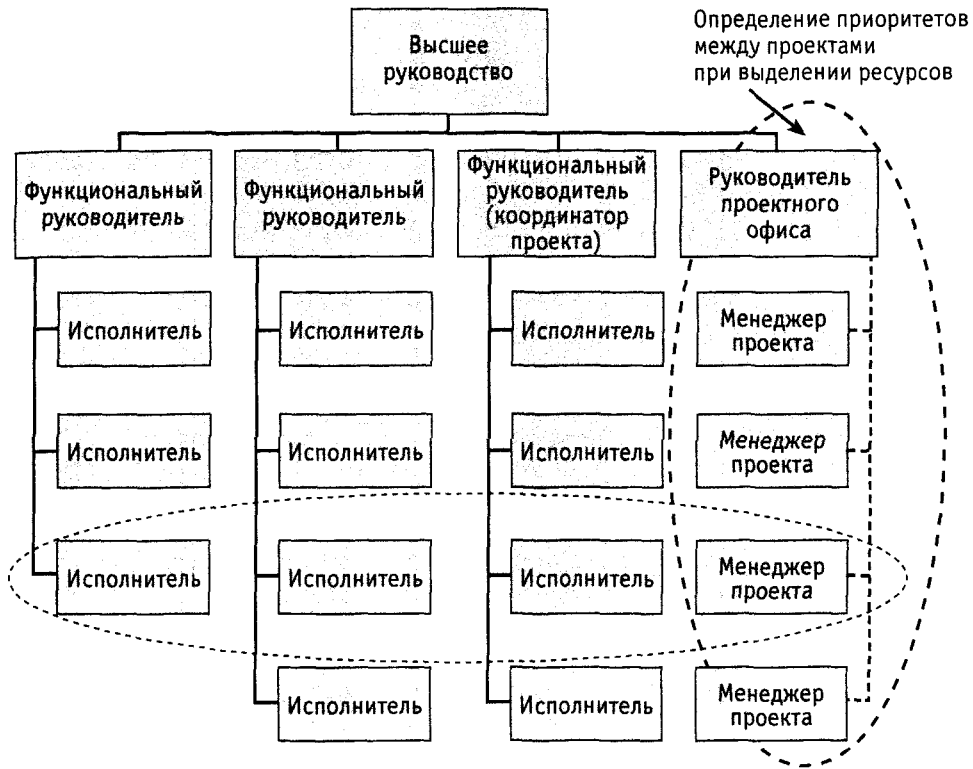 Высшее
руководство
Определение приоритетов
между проектами
при выделении ресурсов
Функциональный
руководитель
Функциональный
руководитель
Функциональный
руководитель
(координатор
проекта)
Руководитель
проектного
офиса
Исполнитель
Исполнитель
Исполнитель
Менеджер
проекта
Исполнитель
Исполнитель
Исполнитель
Менеджер
проекта
Исполнитель
Исполнитель
Исполнитель
Менеджер
проекта
Исполнитель
Исполнитель
Менеджер
проекта